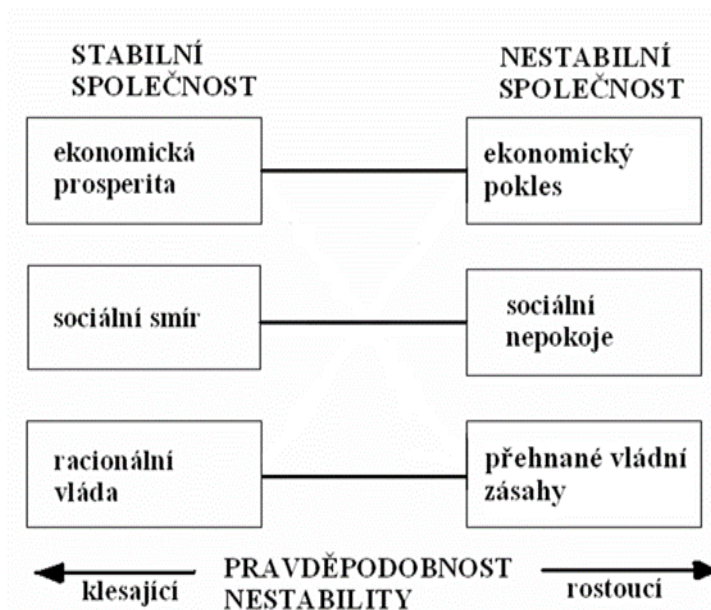 STABILNÍ
SPOLEČNOST
NESTABILNÍ
SPOLEČNOST
ekonomická
prosperita
ekonomický
pokles
sociální smír
sociální
nepokoje
racionální
vláda
přehnané vládní
zásahy
klesající
PRAVDĚPODOBNOST
NESTABILITY
rostoucí